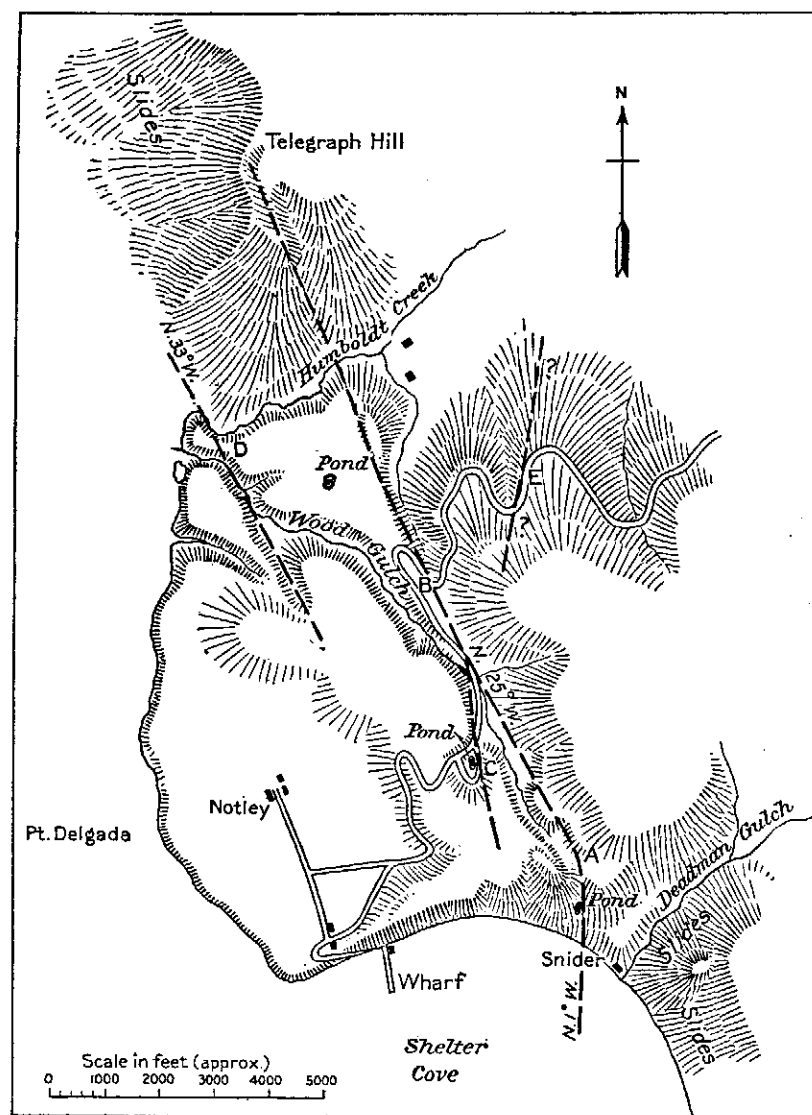 Slides
N
Telegraph Hill
Humboldt Creek
N. 33° W.
?
D
Pond
E
Wood Gulch
?
B
N. 25° W.
Pond
C
Notley
Pt. Delgada
A
Deadman Gulch
Pond
Slides
Snider
Wharf
N. 1° W.
Slides
Scale in feet (approx.)
0 1000 2000 3000 4000 5000
Shelter
Cove